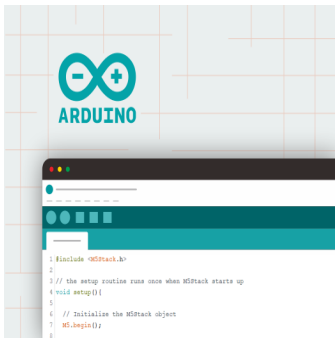 ARDUINO
1 #include <M5Stack.h>
2
3 // the setup routine runs once when M5Stack starts up
4 void setup(){
5
6 // Initialize the M5Stack object
7 M5.begin();
8